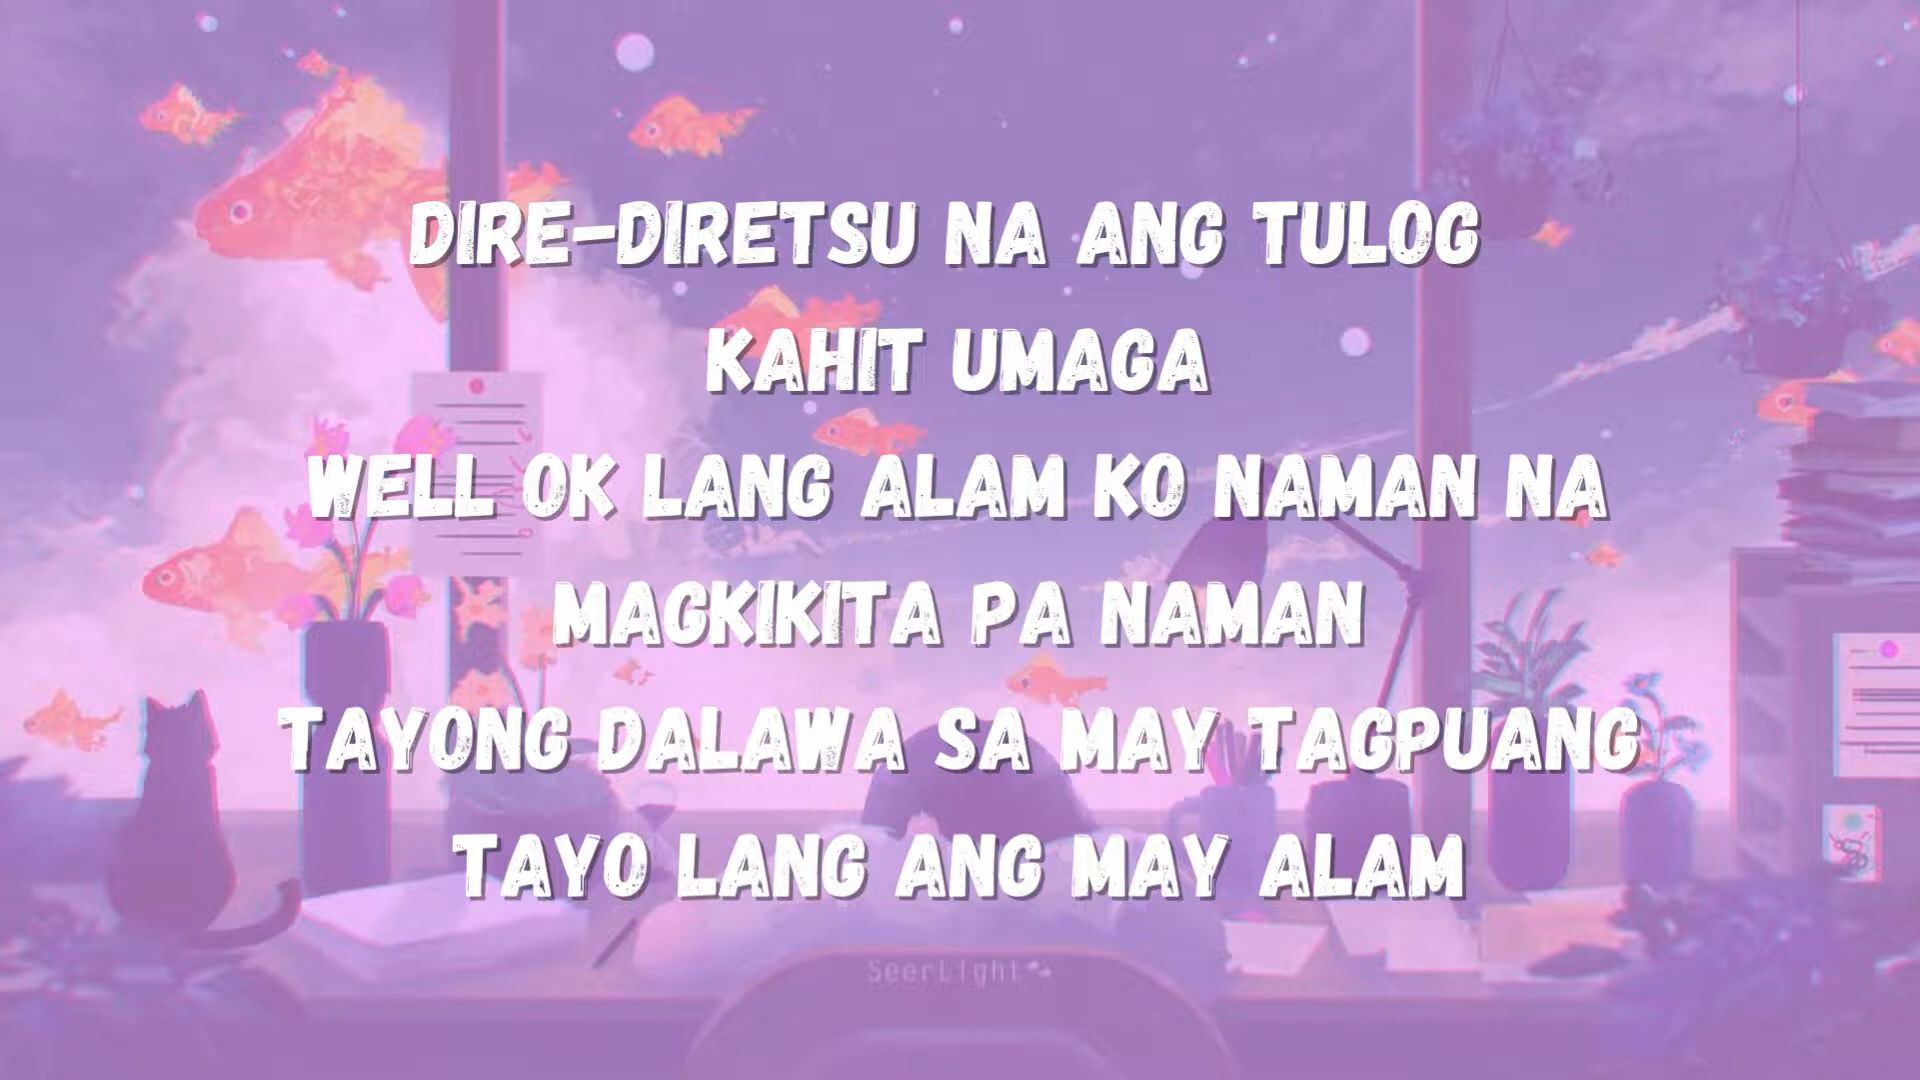 DIRE-DIRETSU NA ANG TULOG
KAHIT UMAGA
WELL OK LANG ALAM KO NAMAN NA
MAGKIKITA PA NAMAN
TAYONG DALAWA SA MAY TAGPUANG
TAYO LANG ANG MAY ALAM
SeerLight